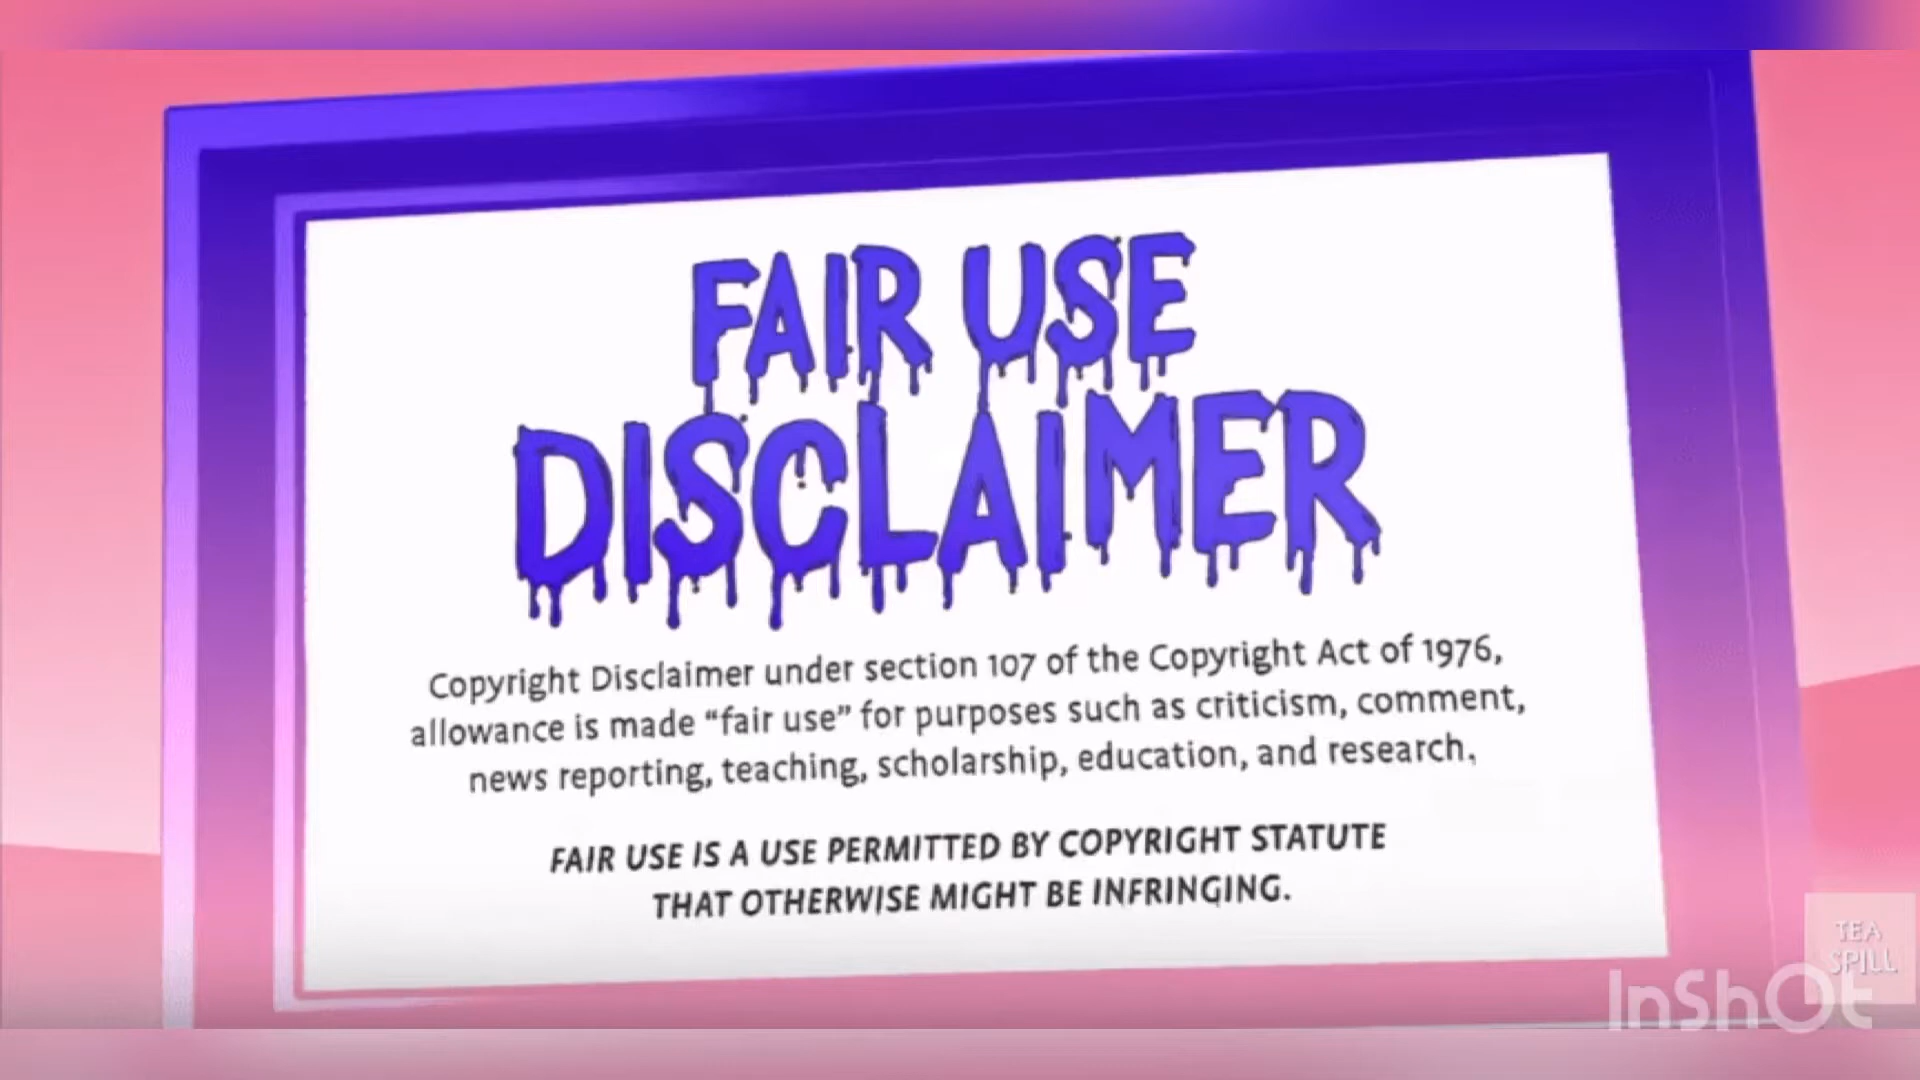 FAIR USE
DISCLAIMER
Copyright Disclaimer under section 107 of the Copyright Act of 1976,
allowance is made “fair use” for purposes such as criticism, comment,
news reporting, teaching, scholarship, education, and research.
FAIR USE IS A USE PERMITTED BY COPYRIGHT STATUTE
THAT OTHERWISE MIGHT BE INFRINGING.
TEA
SPILL
InShOt